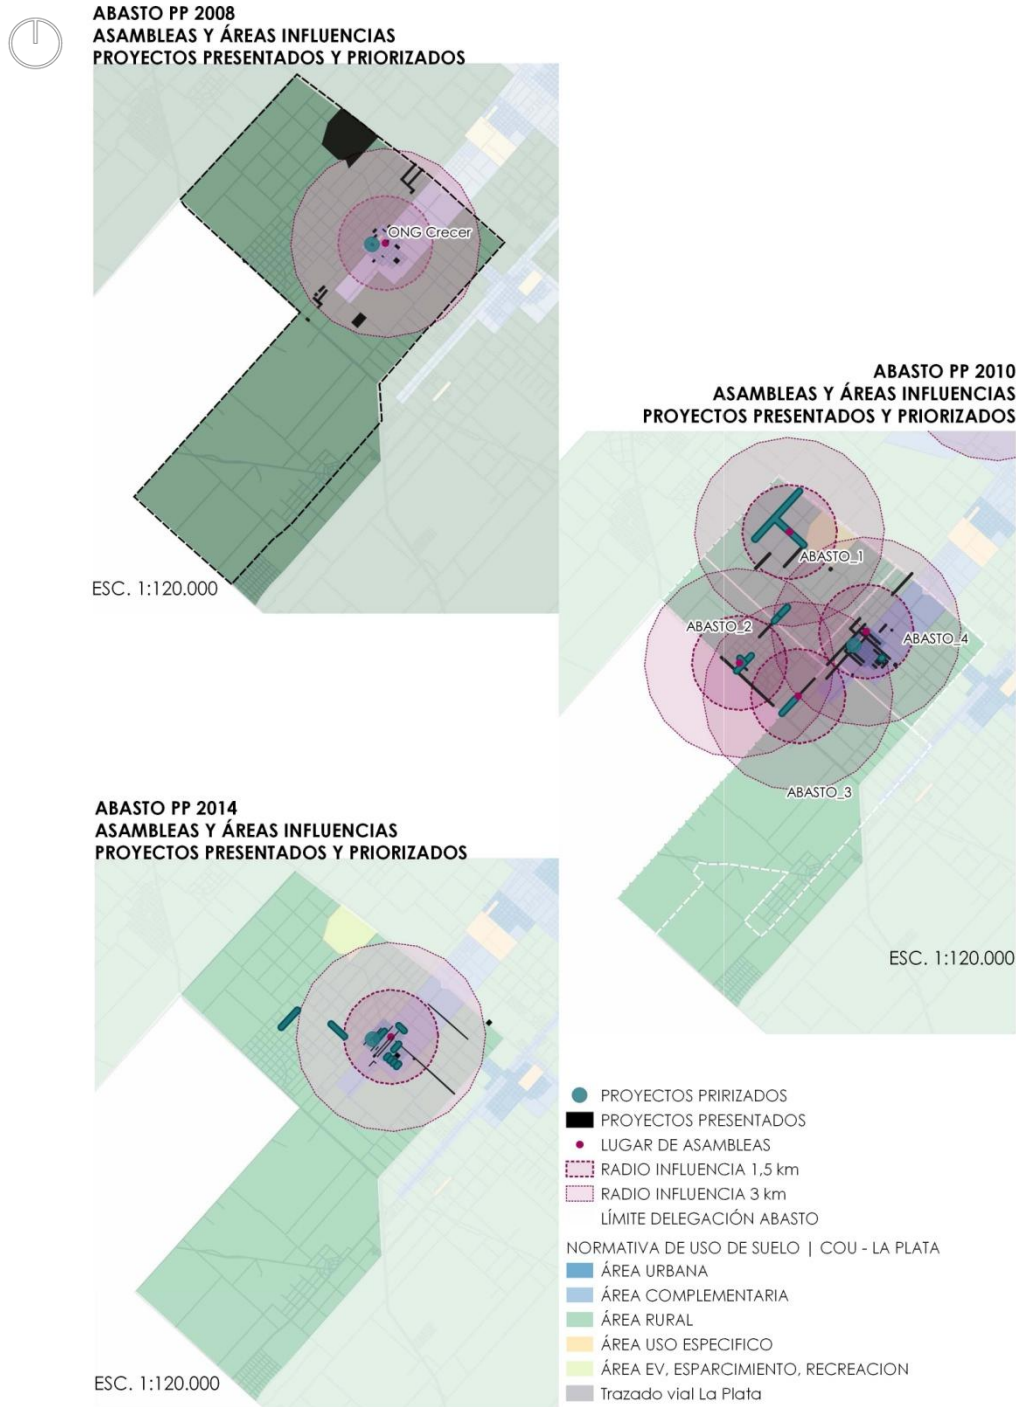 ABASTO PP 2008
ASAMBLEAS Y ÁREAS INFLUENCIAS
PROYECTOS PRESENTADOS Y PRIORIZADOS
ONG Crecer
ESC. 1:120.000
ABASTO PP 2010
ASAMBLEAS Y ÁREAS INFLUENCIAS
PROYECTOS PRESENTADOS Y PRIORIZADOS
ABASTO_1
ABASTO_2
ABASTO_4
ABASTO_3
ESC. 1:120.000
ABASTO PP 2014
ASAMBLEAS Y ÁREAS INFLUENCIAS
PROYECTOS PRESENTADOS Y PRIORIZADOS
ESC. 1:120.000
PROYECTOS PRIRIZADOS
PROYECTOS PRESENTADOS
LUGAR DE ASAMBLEAS
RADIO INFLUENCIA 1,5 km
RADIO INFLUENCIA 3 km
LÍMITE DELEGACIÓN ABASTO
NORMATIVA DE USO DE SUELO | COU - LA PLATA
ÁREA URBANA
ÁREA COMPLEMENTARIA
ÁREA RURAL
ÁREA USO ESPECIFICO
ÁREA EV, ESPARCIMIENTO, RECREACION
Trazado vial La Plata